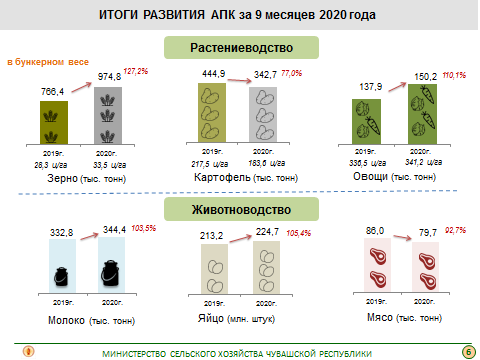 ИТОГИ РАЗВИТИЯ АПК за 9 месяцев 2020 года
Растениеводство
в бункерном весе
766,4 974,8 127,2%
2019г. 2020г.
28,3 ц/га 33,5 ц/га
Зерно (тыс. тонн)
444,9 342,7 77,0%
2019г. 2020г.
217,5 ц/га 183,6 ц/га
Картофель (тыс. тонн)
137,9 150,2 110,1%
2019г. 2020г.
336,5 ц/га 341,2 ц/га
Овощи (тыс. тонн)
Животноводство
332,8 344,4 103,5%
2019г. 2020г.
Молоко (тыс. тонн)
213,2 224,7 105,4%
2019г. 2020г.
Яйцо (млн. штук)
86,0 79,7 92,7%
2019г. 2020г.
Мясо (тыс. тонн)
МИНИСТЕРСТВО СЕЛЬСКОГО ХОЗЯЙСТВА ЧУВАШСКОЙ РЕСПУБЛИКИ
6